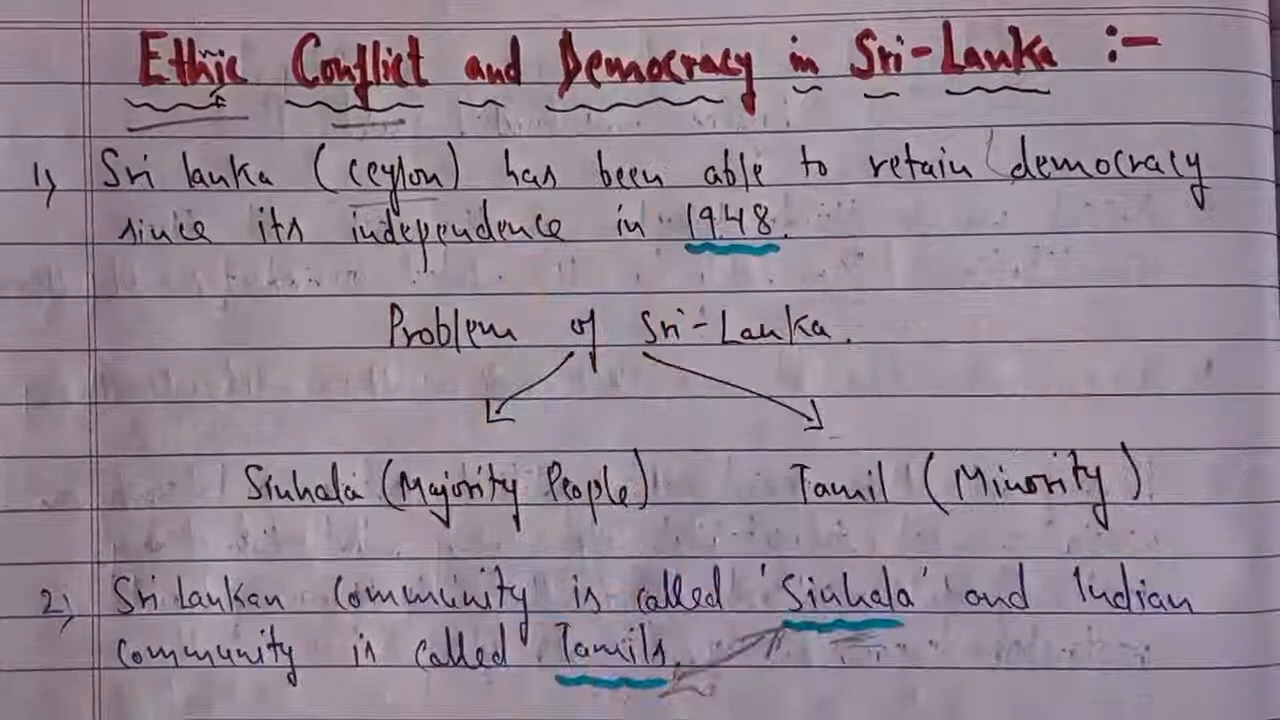 Ethic Conflict and Democracy in Sri-Lanka :-
1) Sri lanka (ceylon) has been able to retain democracy
since its independence in 1948.
Problem of Sri-Lanka.
Sinhala (Majority People) Tamil (Minority)
2) Sri Lankan Community is called 'Sinhala' and Indian
Community is called Tamils.